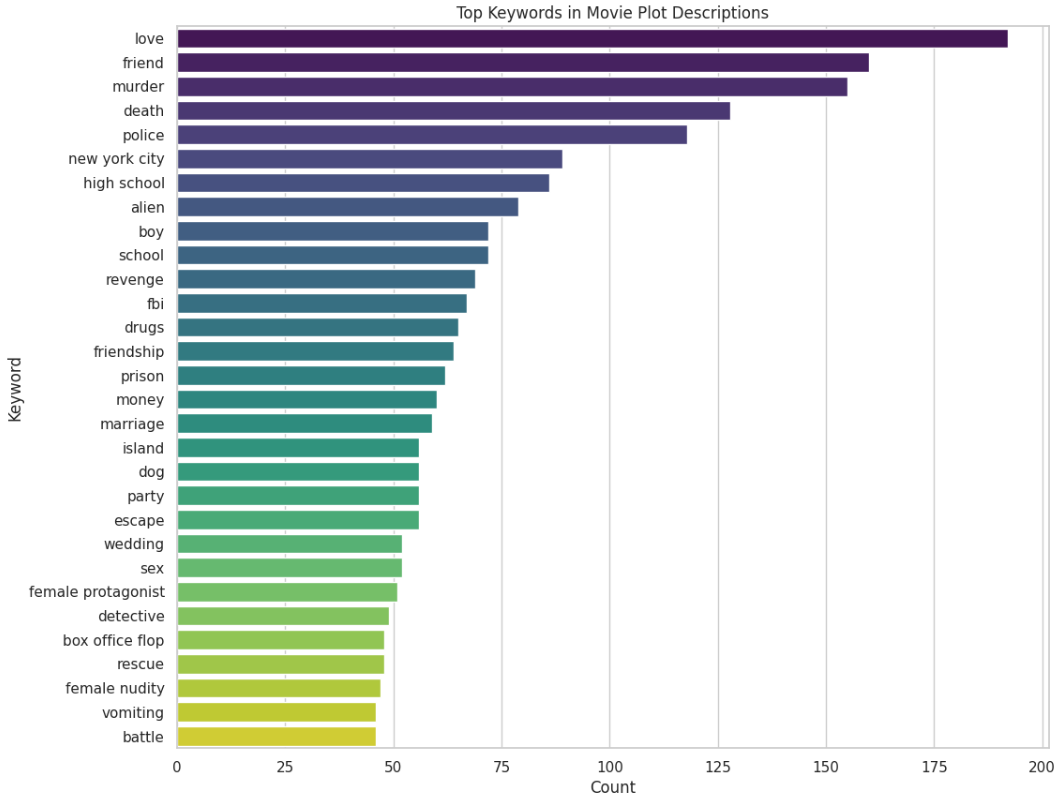 Top Keywords in Movie Plot Descriptions
love
friend
murder
death
police
new york city
high school
alien
boy
school
revenge
fbi
drugs
friendship
prison
money
marriage
island
dog
party
escape
wedding
sex
female protagonist
detective
box office flop
rescue
female nudity
vomiting
battle
Keyword
0 25 50 75 100 125 150 175 200
Count